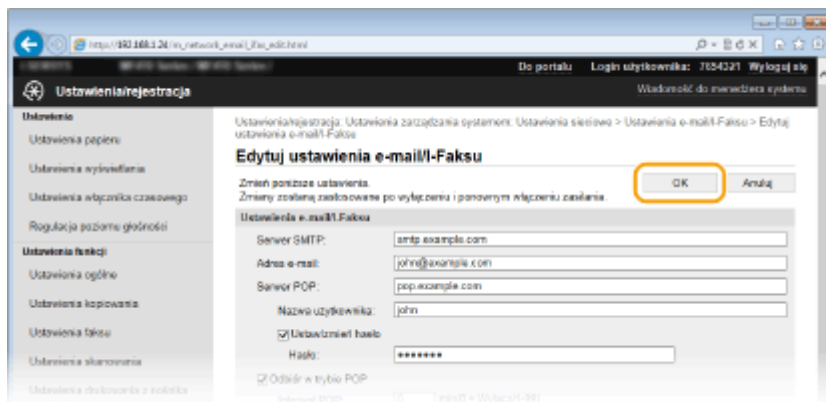 http://192.168.1.24/m_network_email_ifax_edit.html
Do portalu Login użytkownika: 7654321 Wyloguj się
Ustawienia/rejestracja
Wiadomość do menedżera systemu
Ustawienia
Ustawienia papieru
Ustawienia wyświetlania
Ustawienia włącznika czasowego
Regulacja poziomu głośności
Ustawienia funkcji
Ustawienia ogólne
Ustawienia kopiowania
Ustawienia faksu
Ustawienia skanowania
Ustawienia/rejestracja: Ustawienia zarządzania systemem: Ustawienia sieciowe > Ustawienia e-mail/I-Faksu > Edytuj
ustawienia e-mail/I-Faksu
Edytuj ustawienia e-mail/I-Faksu
Zmień poniższe ustawienia.
Zmiany zostaną zastosowane po wyłączeniu i ponownym włączeniu zasilania.
OK Anuluj
Ustawienia e-mail/I-Faksu
Serwer SMTP: smtp.example.com
Adres e-mail: john@example.com
Serwer POP: pop.example.com
Nazwa użytkownika: john
Ustaw/zmień hasło
Hasło: •••••••
Odbiór w trybie POP
Interwał POP: 0